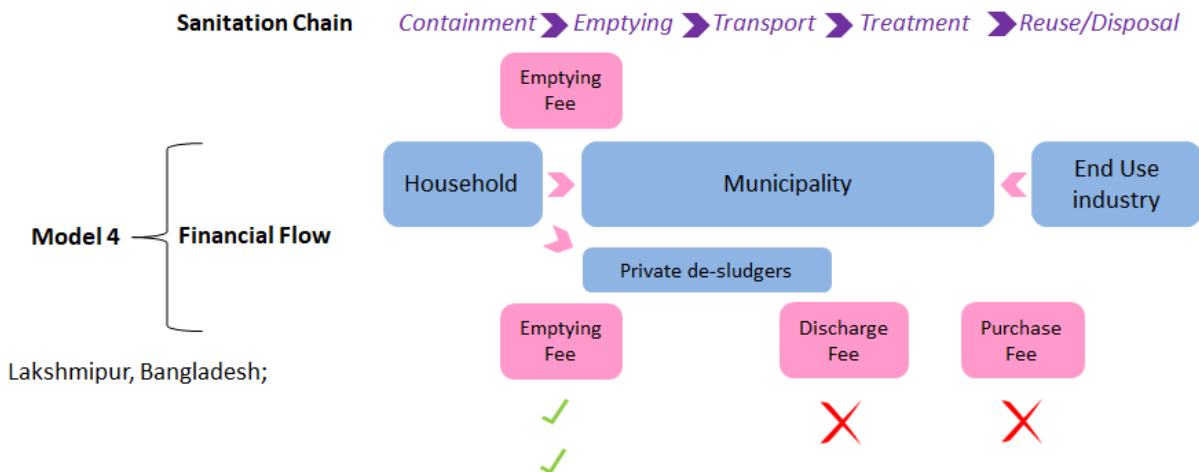 Sanitation Chain Containment Emptying Transport Treatment Reuse/Disposal
Emptying
Fee
Household
Municipality
End Use
industry
Model 4
Financial Flow
Private de-sludgers
Emptying
Fee
Discharge
Fee
Purchase
Fee
Lakshmipur, Bangladesh;